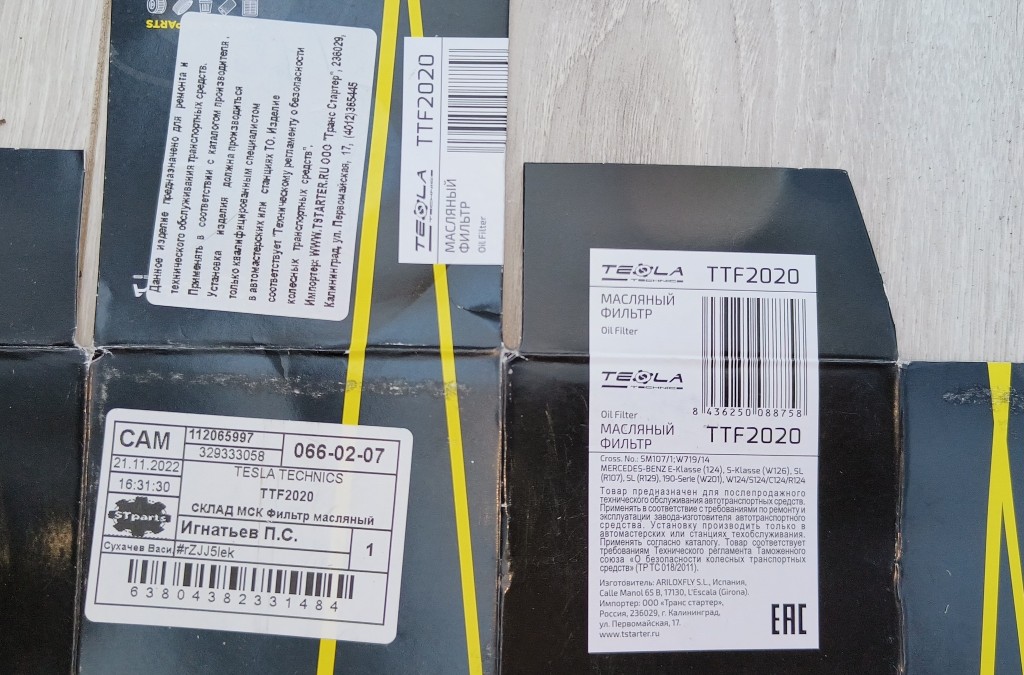 PARTS
Данное изделие предназначено для ремонта и
технического обслуживания транспортных средств.
Применять в соответствии с каталогом производителя.
Установка изделия должна производиться
только квалифицированным специалистом
в автомастерских или станциях ТО. Изделие
соответствует "Техническому регламенту о безопасности
колесных транспортных средств".
Импортер: WWW.TSTARTER.RU ООО "Транс Стартер", 236029,
Калининград, ул. Первомайская, 17, (4012)365445
TESLA TTF2020
МАСЛЯНЫЙ
ФИЛЬТР
Oil Filter
TESLA TTF2020
TECHNICS
МАСЛЯНЫЙ
ФИЛЬТР
Oil Filter
TESLA
TECHNICS
8 436250 088758
Oil Filter
МАСЛЯНЫЙ
ФИЛЬТР
TTF2020
Cross. No.: SM107/1;W719/14
MERCEDES-BENZ E-Klasse (124), S-Klasse (W126), SL
(R107), SL (R129), 190-Serie (W201), W124/S124/C124/R124
Товар предназначен для послепродажного
технического обслуживания автотранспортных средств.
Применять в соответствие с требованиями по ремонту и
эксплуатации завода-изготовителя автотранспортного
средства. Установку производить только в
автомастерских или станциях техобслуживания.
Применять согласно каталогу. Товар соответствует
требованиям Технического регламента Таможенного
союза «О безопасности колесных транспортных
средств» (ТР ТС 018/2011).
Изготовитель: ARILOXFLY S.L., Испания,
Calle Manol 65 B, 17130, L'Escala (Girona).
Импортер: ООО «Транс стартер»,
Россия, 236029, г. Калининград,
ул. Первомайская, 17.
www.tstarter.ru
EAC
САМ 112065997 066-02-07
329333058
21.11.2022 TESLA TECHNICS
16:31:30 TTF2020
СКЛАД МСК Фильтр масляный
STparts Игнатьев П.С. 1
Сухачев Васи. #rZJJ5lek
63804382331484